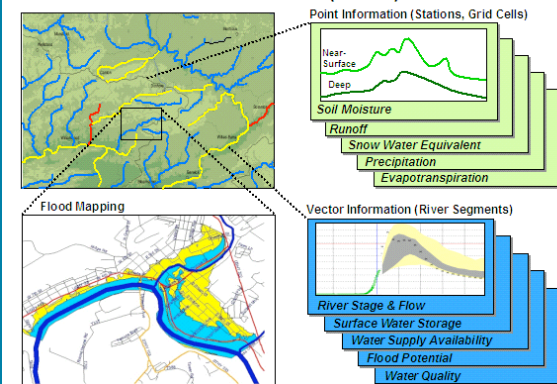 Point Information (Stations, Grid Cells)
Near-
Surface
Deep
Soil Moisture
Runoff
Snow Water Equivalent
Precipitation
Evapotranspiration
Flood Mapping
Vector Information (River Segments)
River Stage & Flow
Surface Water Storage
Water Supply Availability
Flood Potential
Water Quality